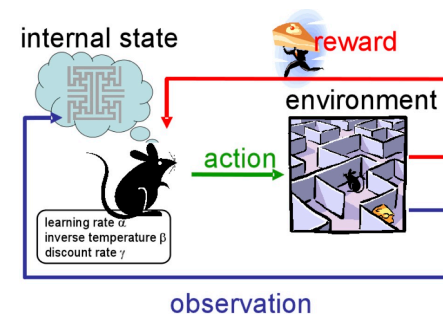 internal state
reward
environment
action
learning rate α
inverse temperature β
discount rate γ
observation